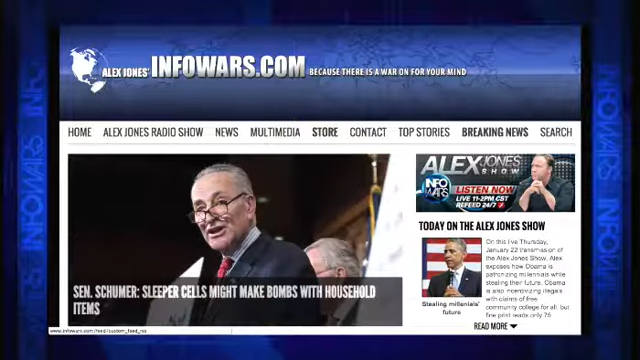 ALEX JONES' INFOWARS.COM BECAUSE THERE IS A WAR ON FOR YOUR MIND
HOME ALEX JONES RADIO SHOW NEWS MULTIMEDIA STORE CONTACT TOP STORIES BREAKING NEWS SEARCH
ALEX JONES
SHOW
INFO
WARS
LISTEN NOW
LIVE 11-2PM CST
REFEED 24/7
TODAY ON THE ALEX JONES SHOW
On this live Thursday,
January 22 transmission of
the Alex Jones Show, Alex
exposes how Obama is
patronizing millenials while
stealing their future. Obama
is also incentivizing illegals
with claims of free
community college for all, but
fine print reads only 75
Stealing millenials'
future
READ MORE
SEN. SCHUMER: SLEEPER CELLS MIGHT MAKE BOMBS WITH HOUSEHOLD
ITEMS
INFOWARS
INFOWARS